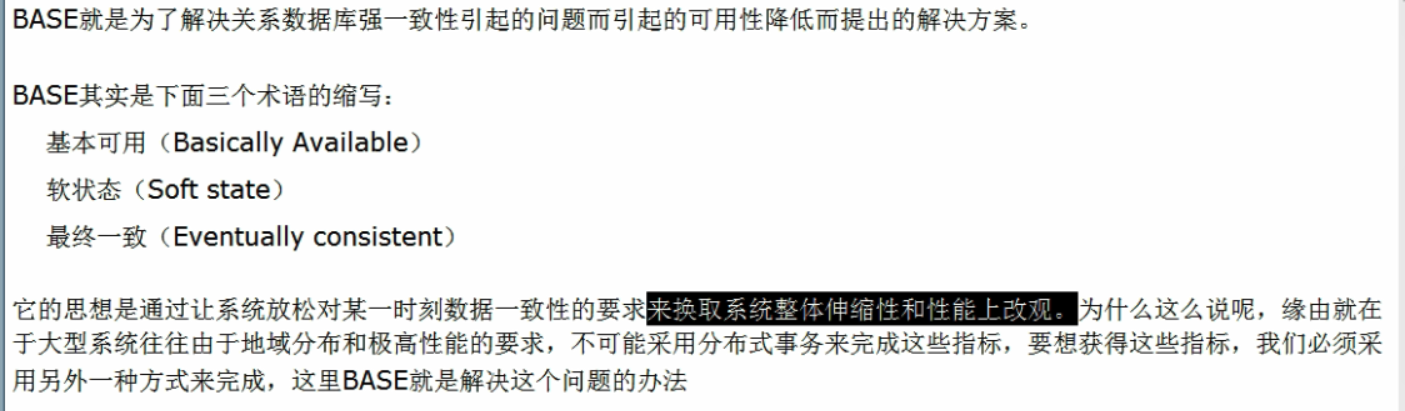 BASE就是为了解决关系数据库强一致性引起的问题而引起的可用性降低而提出的解决方案。
BASE其实是下面三个术语的缩写：
基本可用（Basically Available）
软状态（Soft state）
最终一致（Eventually consistent）
它的思想是通过让系统放松对某一时刻数据一致性的要求来换取系统整体伸缩性和性能上改观。为什么这么说呢，缘由就在
于大型系统往往由于地域分布和极高性能的要求，不可能采用分布式事务来完成这些指标，要想获得这些指标，我们必须采
用另外一种方式来完成，这里BASE就是解决这个问题的办法